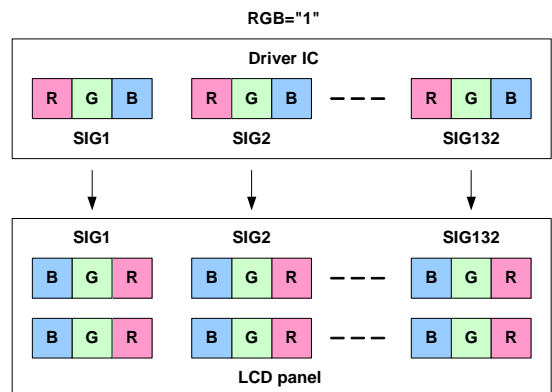 RGB="1"
Driver IC
R G B R G B R G B
SIG1 SIG2 SIG132
SIG1 SIG2 SIG132
B G R B G R B G R
B G R B G R B G R
LCD panel